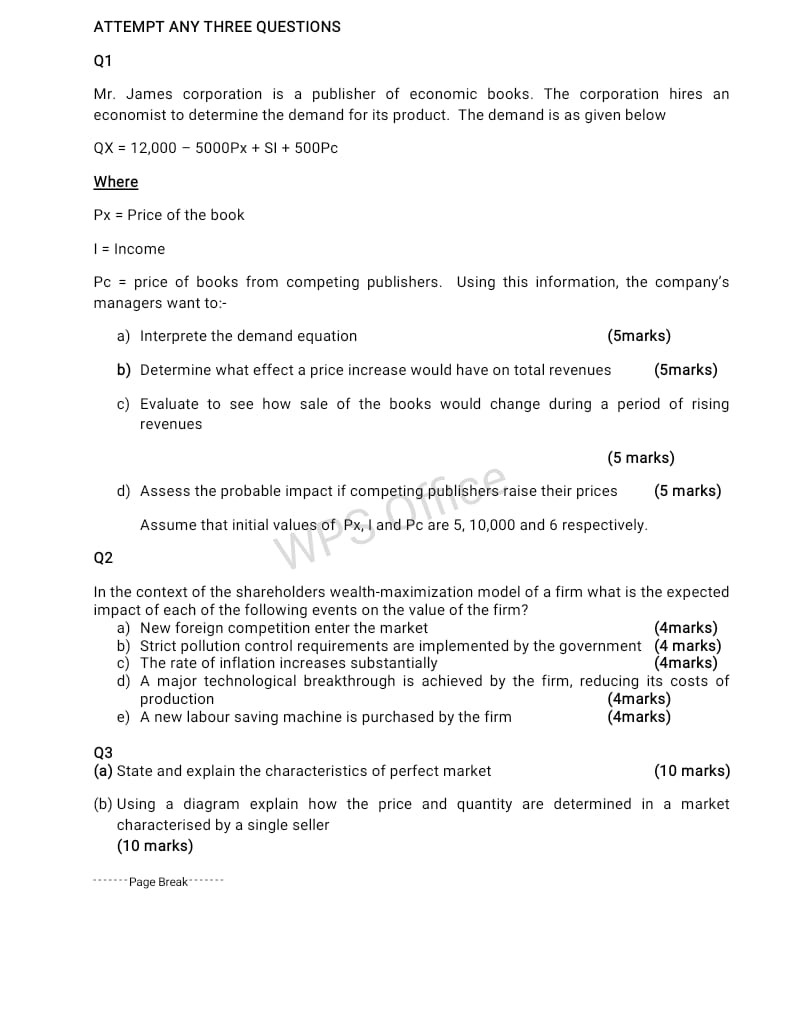 ATTEMPT ANY THREE QUESTIONS
Q1
Mr. James corporation is a publisher of economic books. The corporation hires an
economist to determine the demand for its product. The demand is as given below
QX = 12,000 – 5000Px + SI + 500Pc
Where
Px = Price of the book
I = Income
Pc = price of books from competing publishers. Using this information, the company's
managers want to:-
a) Interprete the demand equation (5marks)
b) Determine what effect a price increase would have on total revenues (5marks)
c) Evaluate to see how sale of the books would change during a period of rising
revenues
(5 marks)
d) Assess the probable impact if competing publishers raise their prices (5 marks)
Assume that initial values of Px, I and Pc are 5, 10,000 and 6 respectively.
WPS Office
Q2
In the context of the shareholders wealth-maximization model of a firm what is the expected
impact of each of the following events on the value of the firm?
a) New foreign competition enter the market (4marks)
b) Strict pollution control requirements are implemented by the government (4 marks)
c) The rate of inflation increases substantially (4marks)
d) A major technological breakthrough is achieved by the firm, reducing its costs of
production (4marks)
e) A new labour saving machine is purchased by the firm (4marks)
Q3
(a) State and explain the characteristics of perfect market (10 marks)
(b) Using a diagram explain how the price and quantity are determined in a market
characterised by a single seller
(10 marks)
-------Page Break-------